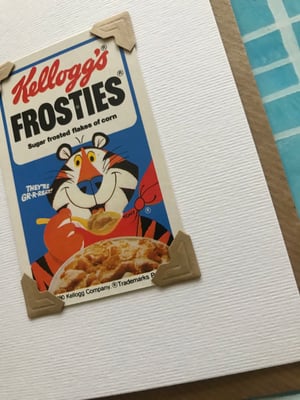 Kellogg's®
FROSTIES®
Sugar frosted flakes of corn
THEY'RE
GR-R-REAT!
®
Kellogg Company. ® Trademarks